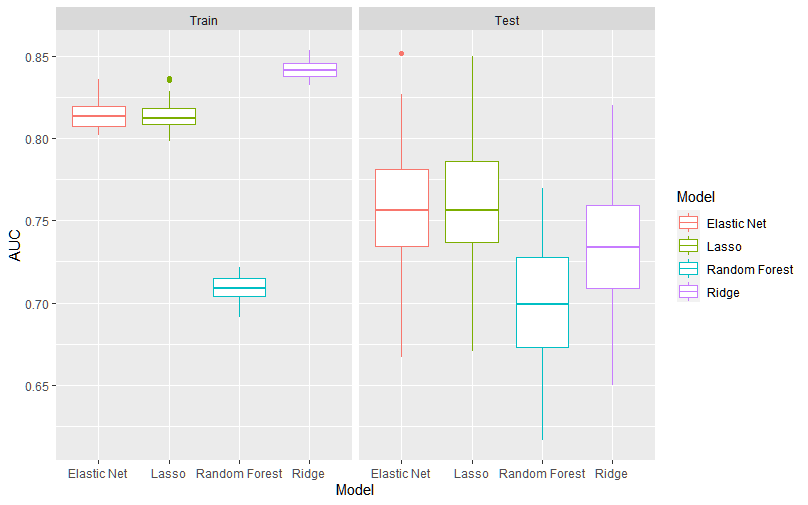 Train Test
0.85
0.80
0.75
0.70
0.65
AUC
Elastic Net Lasso Random Forest Ridge Elastic Net Lasso Random Forest Ridge
Model
Model
Elastic Net
Lasso
Random Forest
Ridge